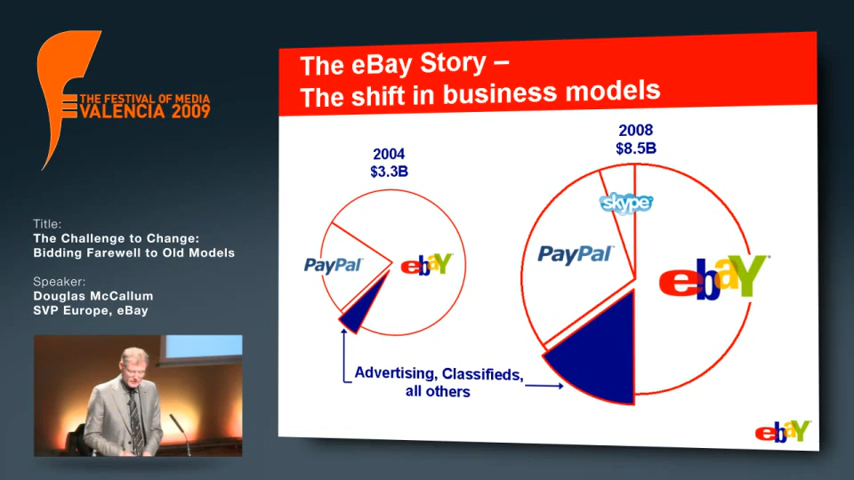 THE FESTIVAL OF MEDIA
VALENCIA 2009
Title:
The Challenge to Change:
Bidding Farewell to Old Models
Speaker:
Douglas McCallum
SVP Europe, eBay
The eBay Story –
The shift in business models
2004
$3.3B
PayPal
ebaY
2008
$8.5B
skype
PayPal
ebaY
Advertising, Classifieds,
all others
ebaY